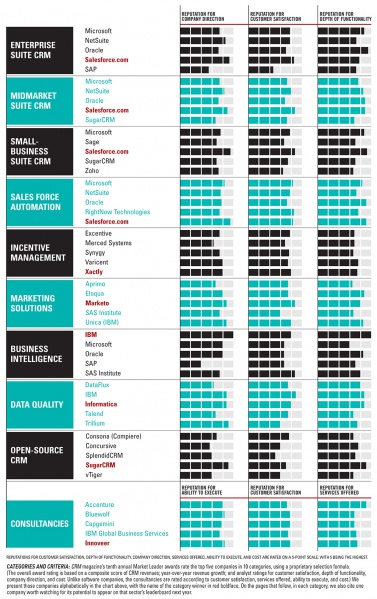 REPUTATION FOR COMPANY DIRECTION
REPUTATION FOR CUSTOMER SATISFACTION
REPUTATION FOR DEPTH OF FUNCTIONALITY
ENTERPRISE SUITE CRM
Microsoft
NetSuite
Oracle
Salesforce.com
SAP
MIDMARKET SUITE CRM
Microsoft
NetSuite
Oracle
Salesforce.com
SugarCRM
SMALL-BUSINESS SUITE CRM
Microsoft
Sage
Salesforce.com
SugarCRM
Zoho
SALES FORCE AUTOMATION
Microsoft
NetSuite
Oracle
RightNow Technologies
Salesforce.com
INCENTIVE MANAGEMENT
Excentive
Merced Systems
Synygy
Varicent
Xactly
MARKETING SOLUTIONS
Aprimo
Eloqua
Marketo
SAS Institute
Unica (IBM)
BUSINESS INTELLIGENCE
IBM
Microsoft
Oracle
SAP
SAS Institute
DATA QUALITY
DataFlux
IBM
Informatica
Talend
Trillium
OPEN-SOURCE CRM
Consona (Compiere)
Concursive
SplendidCRM
SugarCRM
vTiger
REPUTATION FOR ABILITY TO EXECUTE
REPUTATION FOR CUSTOMER SATISFACTION
REPUTATION FOR SERVICES OFFERED
CONSULTANCIES
Accenture
Bluewolf
Capgemini
IBM Global Business Services
Innoveer
REPUTATIONS FOR CUSTOMER SATISFACTION, DEPTH OF FUNCTIONALITY, COMPANY DIRECTION, SERVICES OFFERED, ABILITY TO EXECUTE, AND COST ARE RATED ON A 5-POINT SCALE, WITH 5 BEING THE HIGHEST.
CATEGORIES AND CRITERIA: CRM magazine's tenth annual Market Leader awards rate the top five companies in 10 categories, using a proprietary selection formula.
(The overall award rating is based on a composite score of CRM revenues; year-over-year revenue growth; and analyst ratings for customer satisfaction, depth of functionality,
company direction, and cost. Unlike software companies, the consultancies are rated according to customer satisfaction, services offered, ability to execute, and cost.) We
present those companies alphabetically in the chart above, with the name of the category winner in red boldface. On the pages that follow, in each category, we also cite one
company worth watching for its potential to appear on that sector's leaderboard next year.